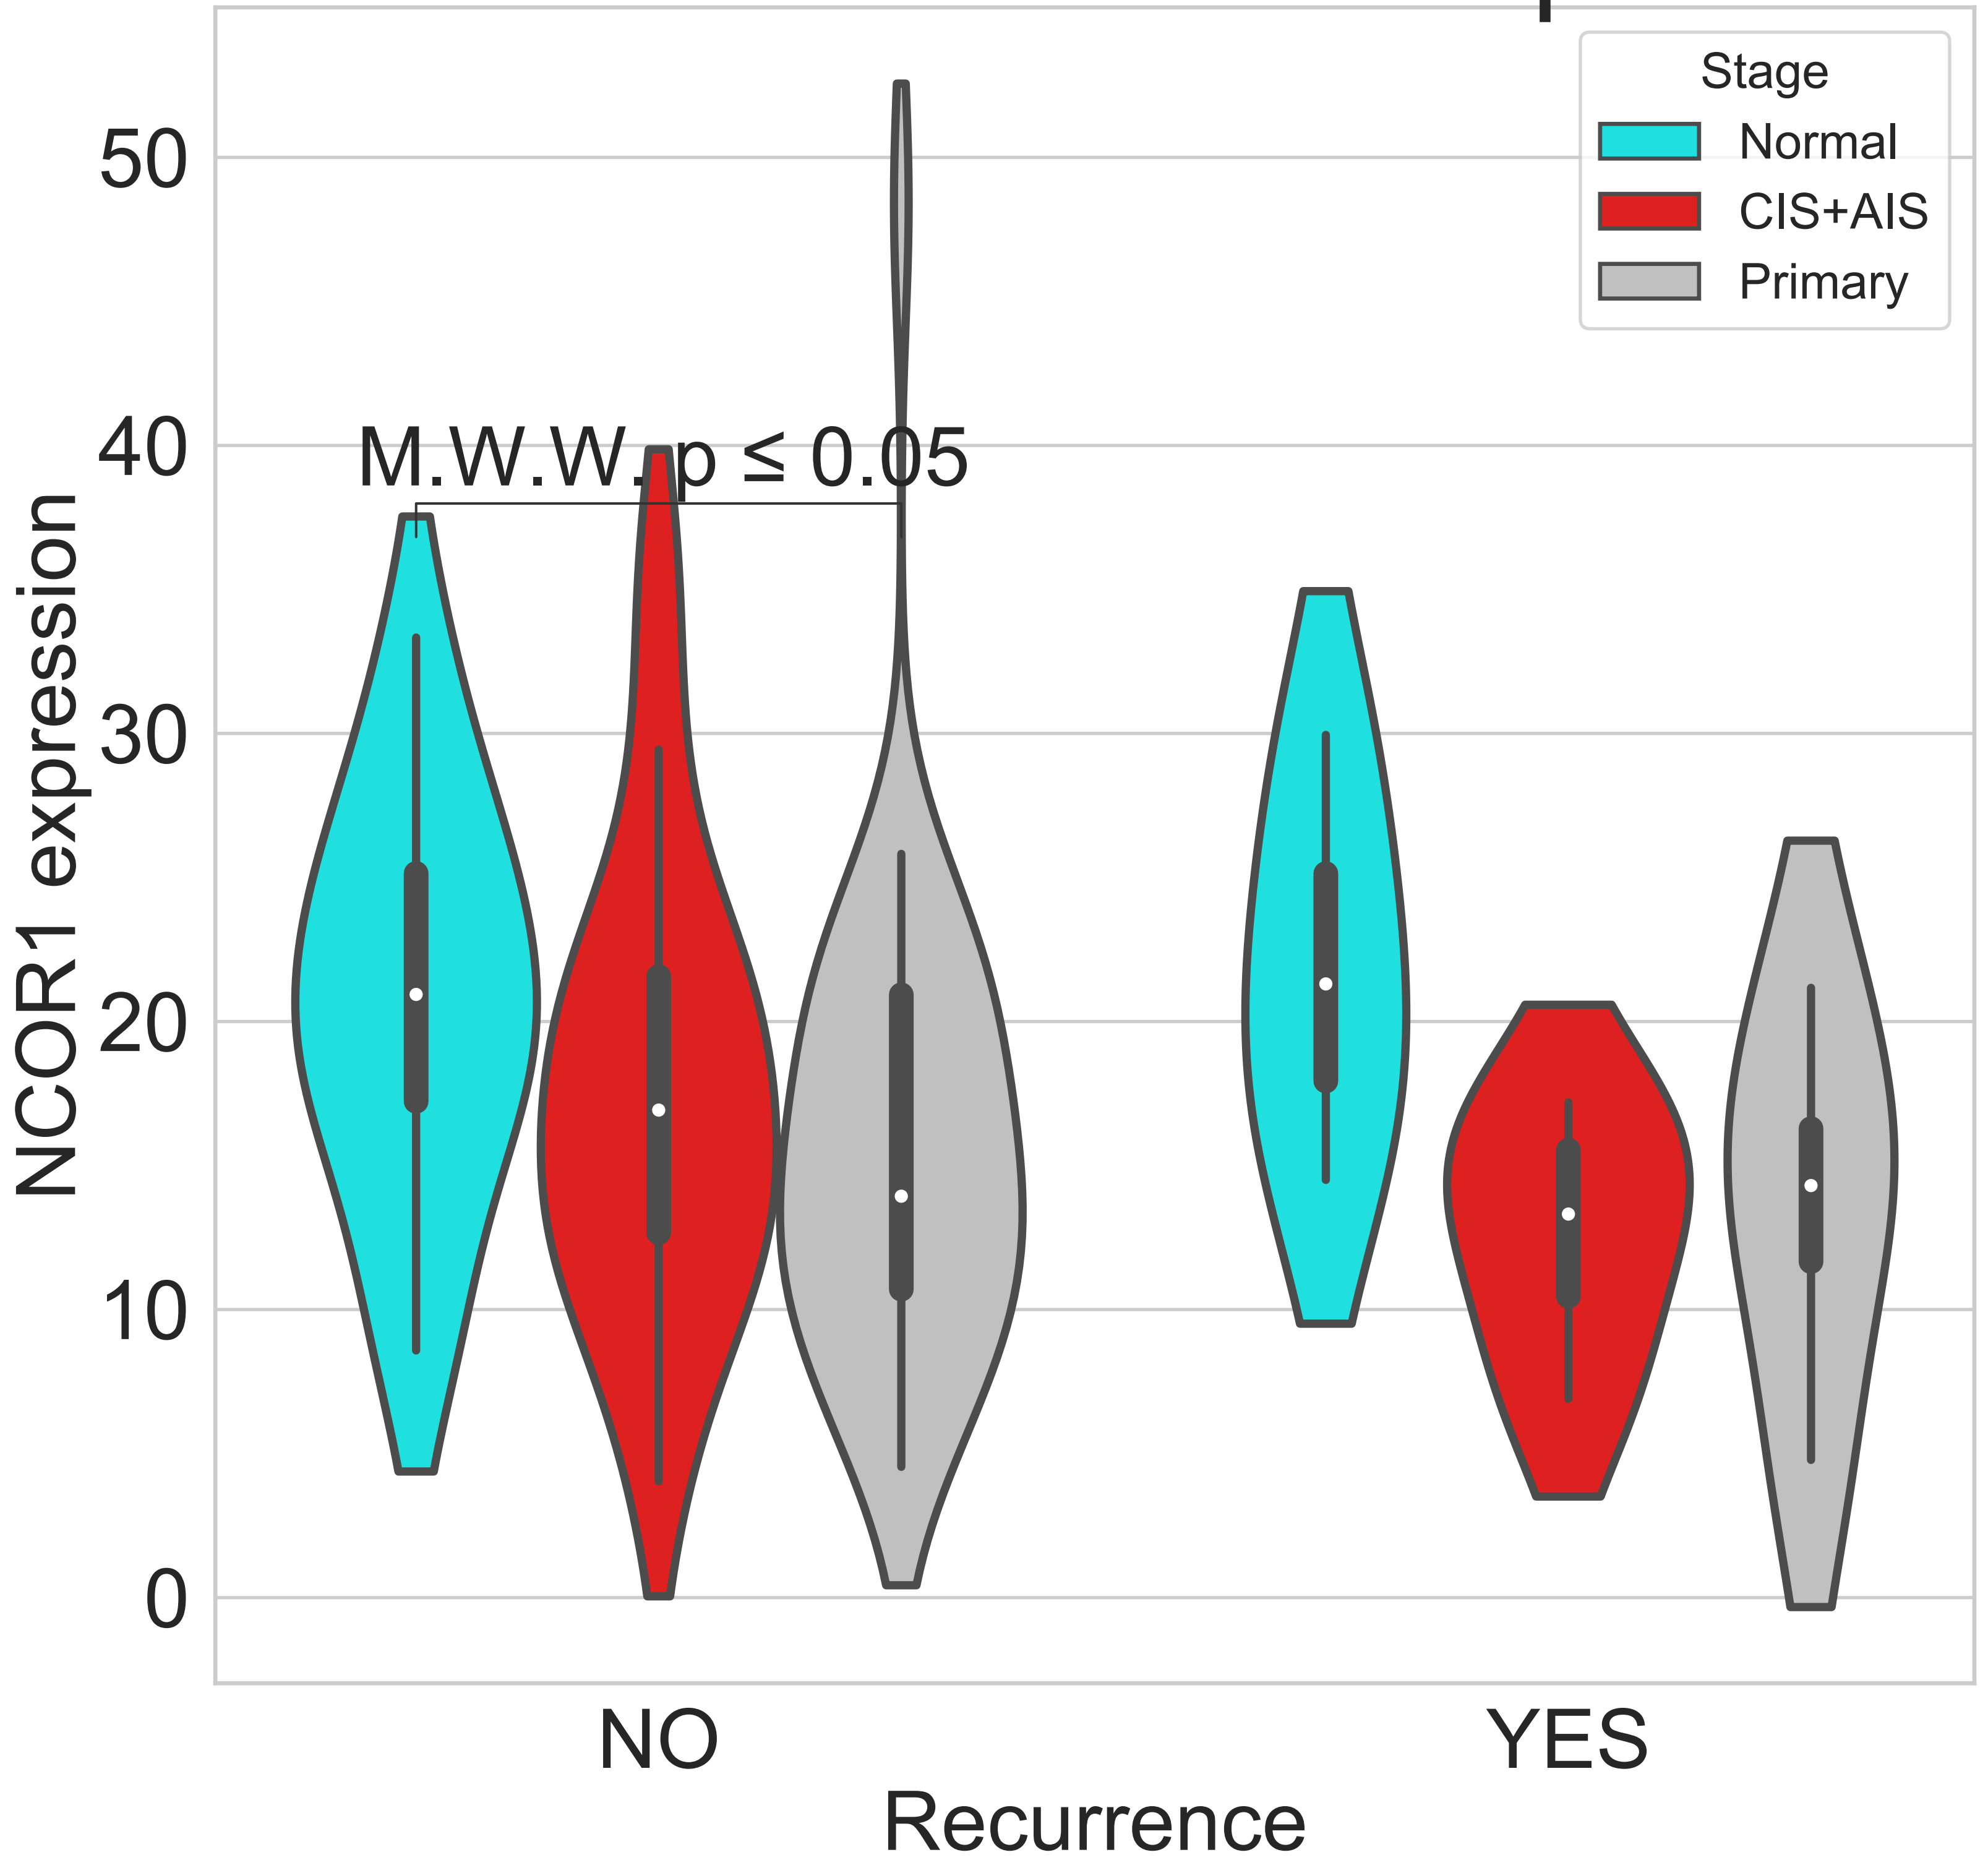 Stage
Normal
CIS+AIS
Primary
50
40
30
20
10
0
NCOR1 expression
M.W.W. p ≤ 0.05
NO
YES
Recurrence